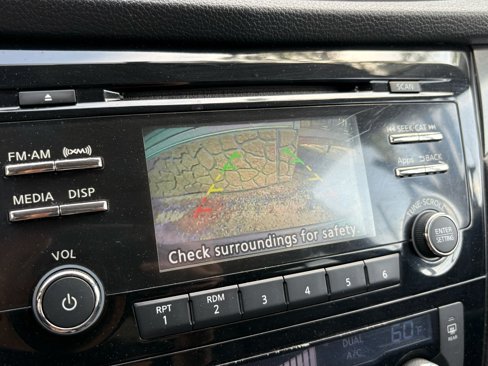 SCAN
FM·AM ((XM))
SEEK·CAT
MEDIA DISP
Apps BACK
TUNE·SCROLL
Check surroundings for safety.
VOL
ENTER
SETTING
RPT
1
RDM
2
3
4
5
6
DUAL
A/C
60°F
REAR